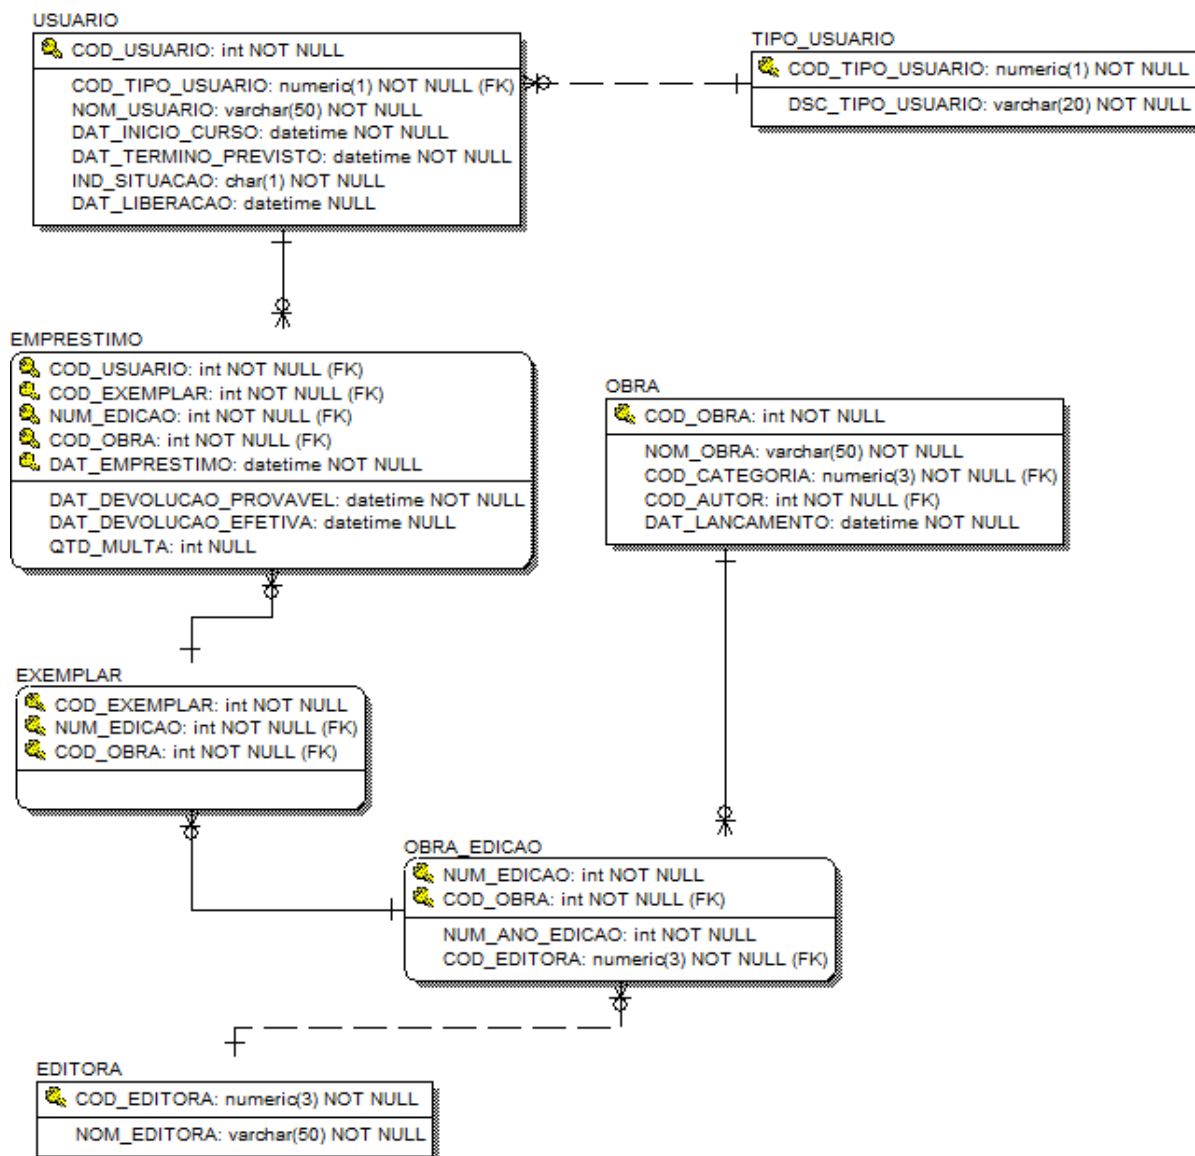 USUARIO
COD_USUARIO: int NOT NULL
COD_TIPO_USUARIO: numeric(1) NOT NULL (FK)
NOM_USUARIO: varchar(50) NOT NULL
DAT_INICIO_CURSO: datetime NOT NULL
DAT_TERMINO_PREVISTO: datetime NOT NULL
IND_SITUACAO: char(1) NOT NULL
DAT_LIBERACAO: datetime NULL
TIPO_USUARIO
COD_TIPO_USUARIO: numeric(1) NOT NULL
DSC_TIPO_USUARIO: varchar(20) NOT NULL
EMPRESTIMO
COD_USUARIO: int NOT NULL (FK)
COD_EXEMPLAR: int NOT NULL (FK)
NUM_EDICAO: int NOT NULL (FK)
COD_OBRA: int NOT NULL (FK)
DAT_EMPRESTIMO: datetime NOT NULL
DAT_DEVOLUCAO_PROVAVEL: datetime NOT NULL
DAT_DEVOLUCAO_EFETIVA: datetime NULL
QTD_MULTA: int NULL
OBRA
COD_OBRA: int NOT NULL
NOM_OBRA: varchar(50) NOT NULL
COD_CATEGORIA: numeric(3) NOT NULL (FK)
COD_AUTOR: int NOT NULL (FK)
DAT_LANCAMENTO: datetime NOT NULL
EXEMPLAR
COD_EXEMPLAR: int NOT NULL
NUM_EDICAO: int NOT NULL (FK)
COD_OBRA: int NOT NULL (FK)
OBRA_EDICAO
NUM_EDICAO: int NOT NULL
COD_OBRA: int NOT NULL (FK)
NUM_ANO_EDICAO: int NOT NULL
COD_EDITORA: numeric(3) NOT NULL (FK)
EDITORA
COD_EDITORA: numeric(3) NOT NULL
NOM_EDITORA: varchar(50) NOT NULL